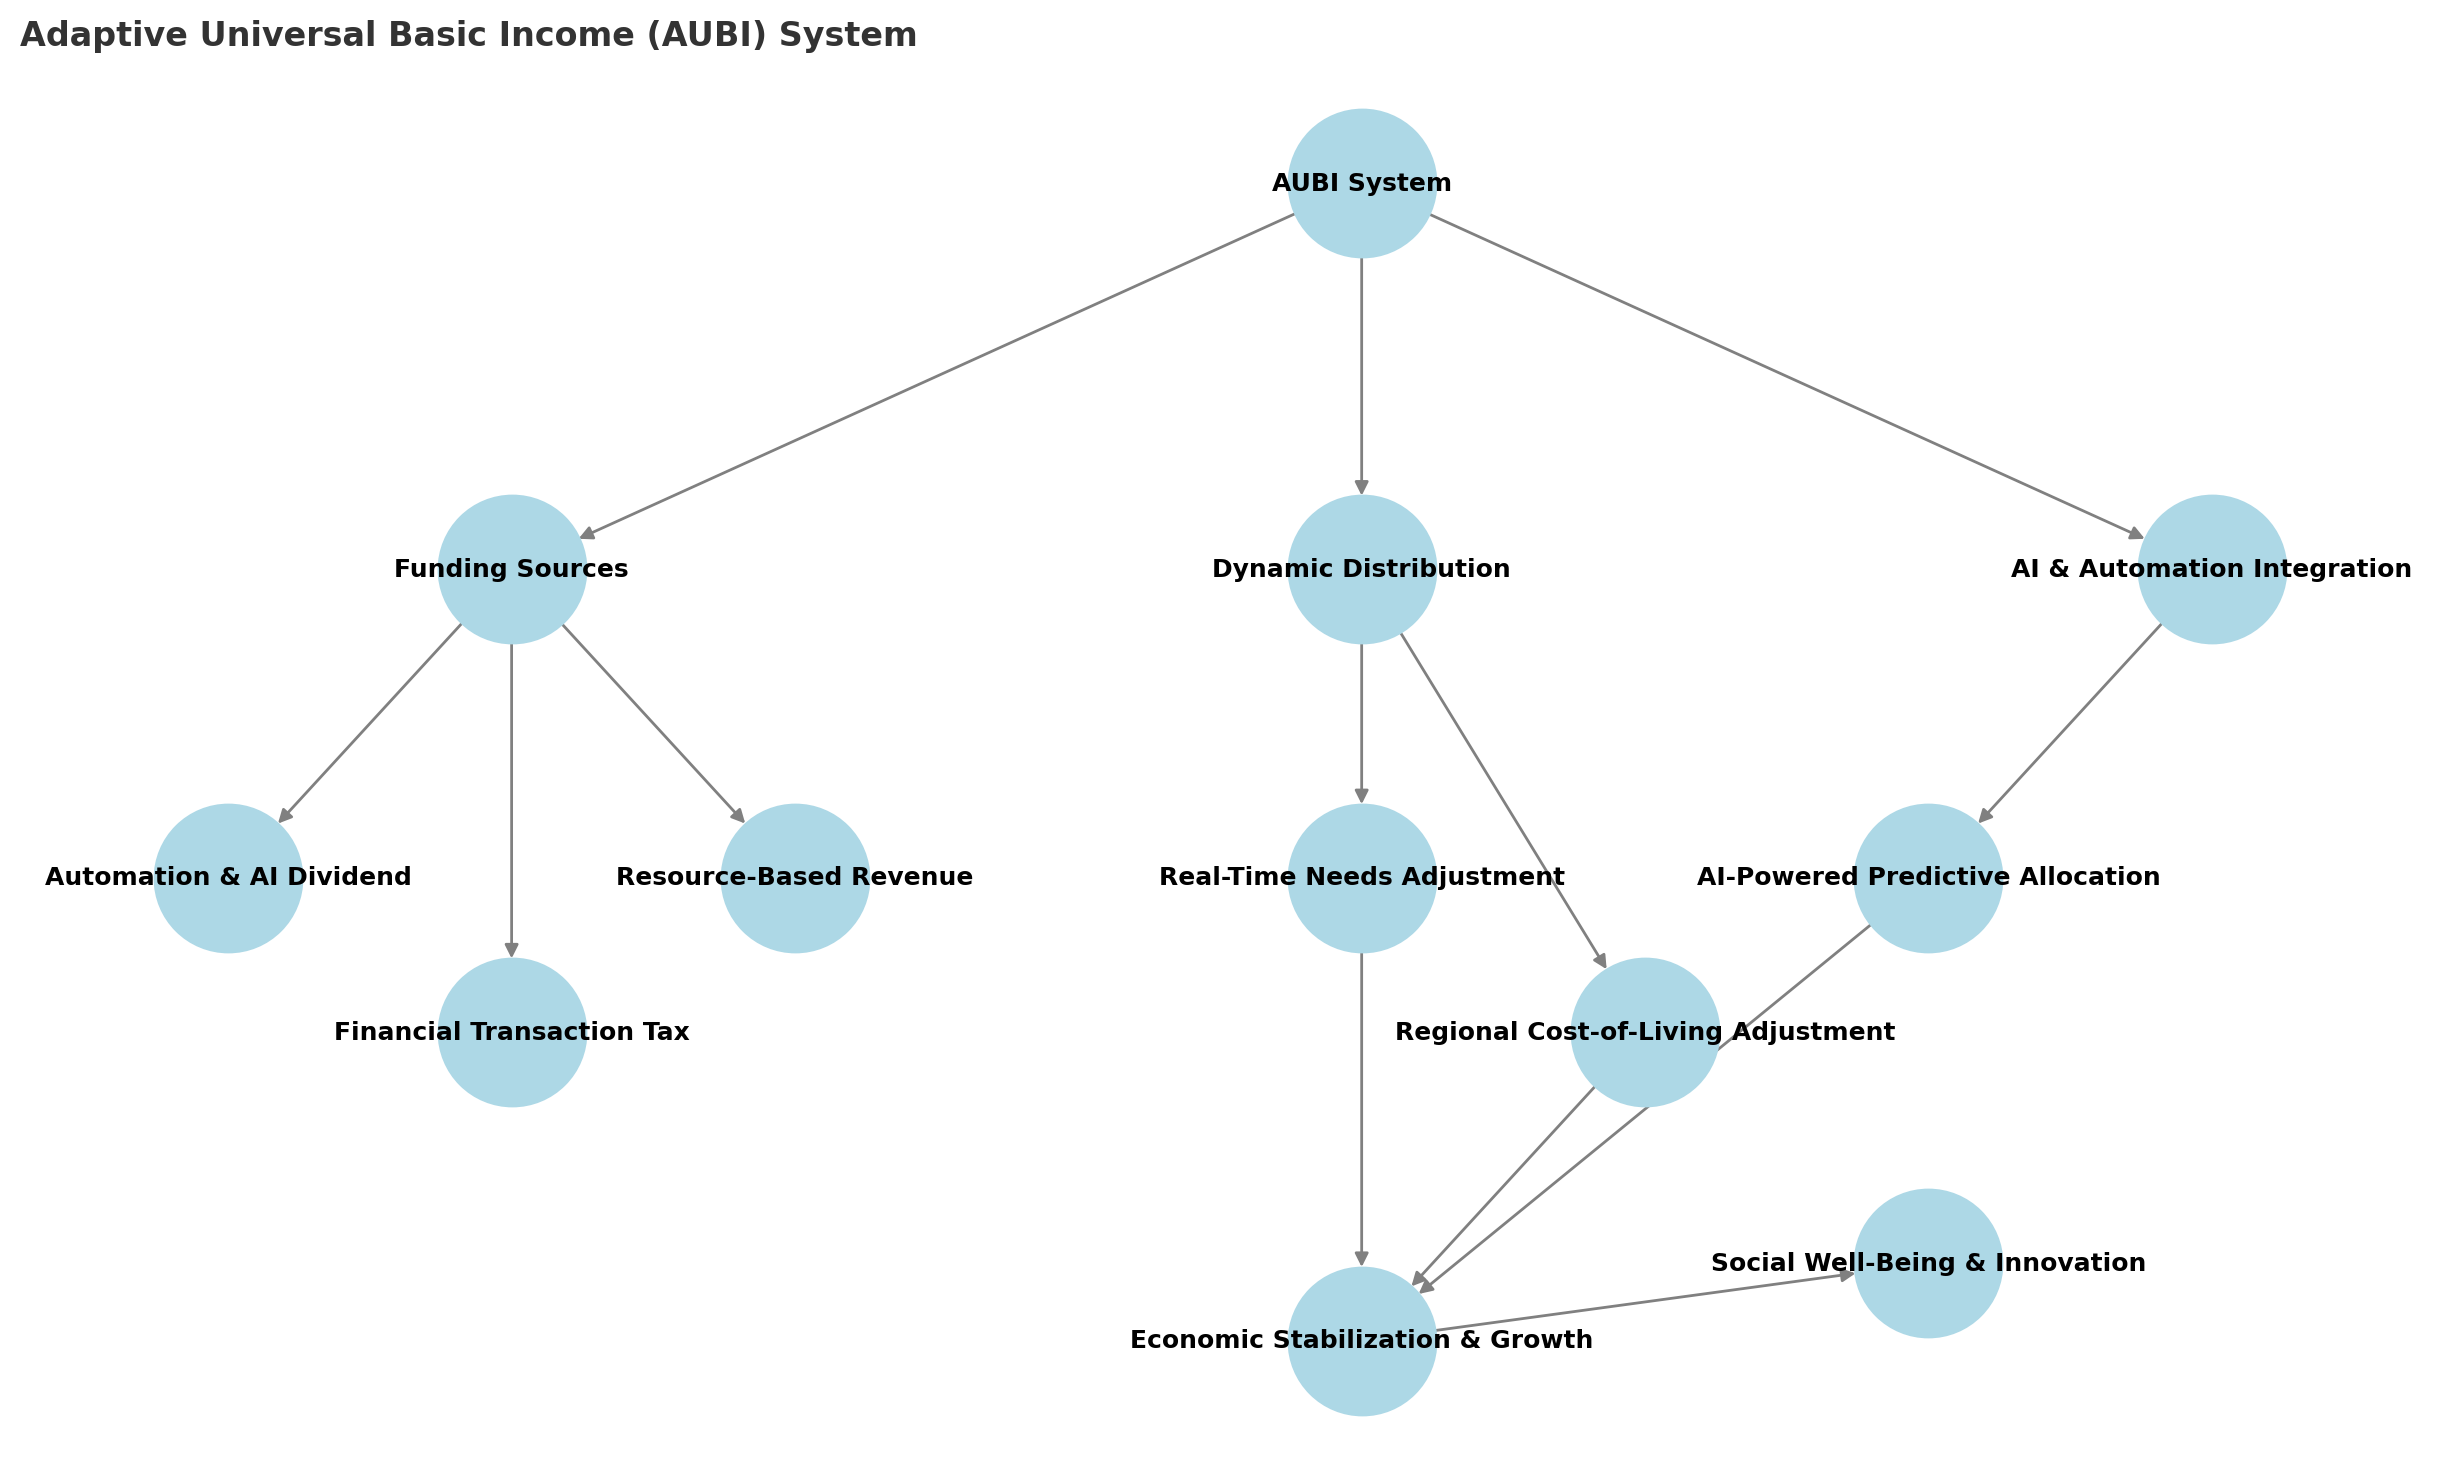 Adaptive Universal Basic Income (AUBI) System
AUBI System
Funding Sources
Dynamic Distribution
AI & Automation Integration
Automation & AI Dividend
Resource-Based Revenue
Real-Time Needs Adjustment
AI-Powered Predictive Allocation
Financial Transaction Tax
Regional Cost-of-Living Adjustment
Social Well-Being & Innovation
Economic Stabilization & Growth